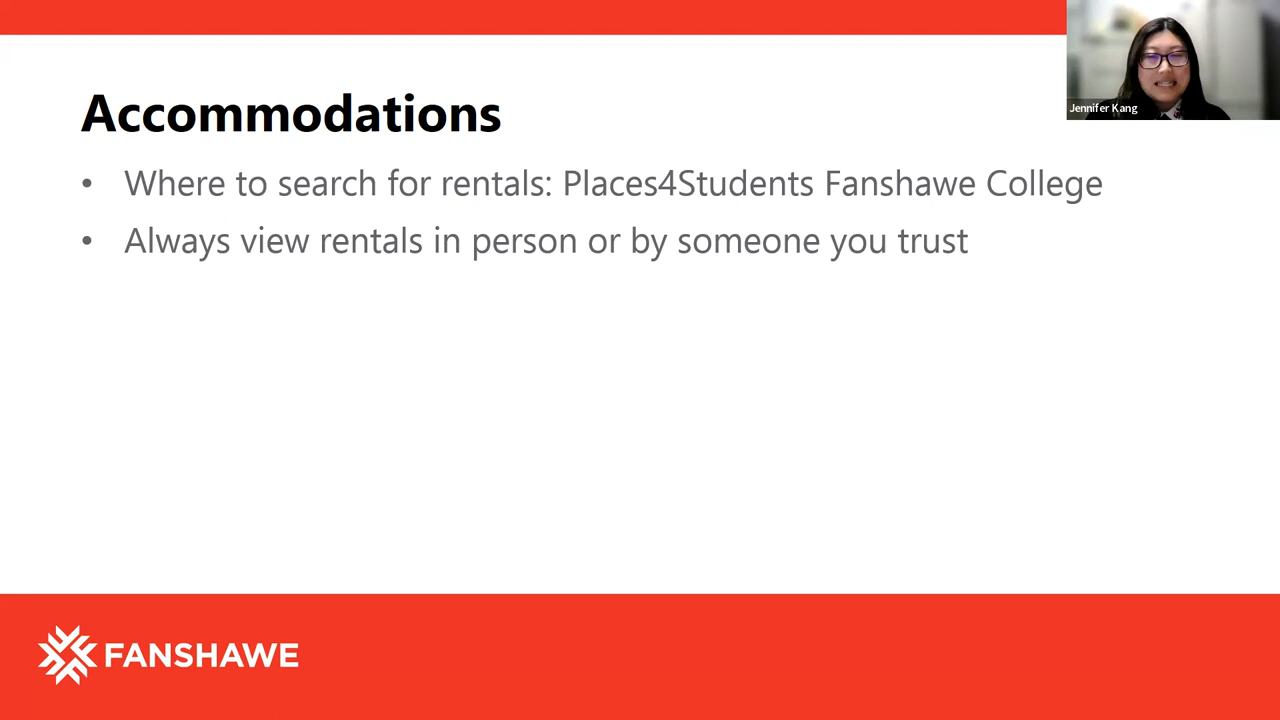 Jennifer Kang
Accommodations
• Where to search for rentals: Places4Students Fanshawe College
• Always view rentals in person or by someone you trust
FANSHAWE